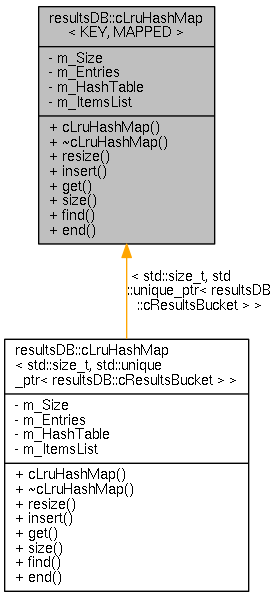 resultsDB::cLruHashMap
< KEY, MAPPED >
- m_Size
- m_Entries
- m_HashTable
- m_ItemsList
+ cLruHashMap()
+ ~cLruHashMap()
+ resize()
+ insert()
+ get()
+ size()
+ find()
+ end()
< std::size_t, std
::unique_ptr< resultsDB
::cResultsBucket > >
resultsDB::cLruHashMap
< std::size_t, std::unique
_ptr< resultsDB::cResultsBucket > >
- m_Size
- m_Entries
- m_HashTable
- m_ItemsList
+ cLruHashMap()
+ ~cLruHashMap()
+ resize()
+ insert()
+ get()
+ size()
+ find()
+ end()